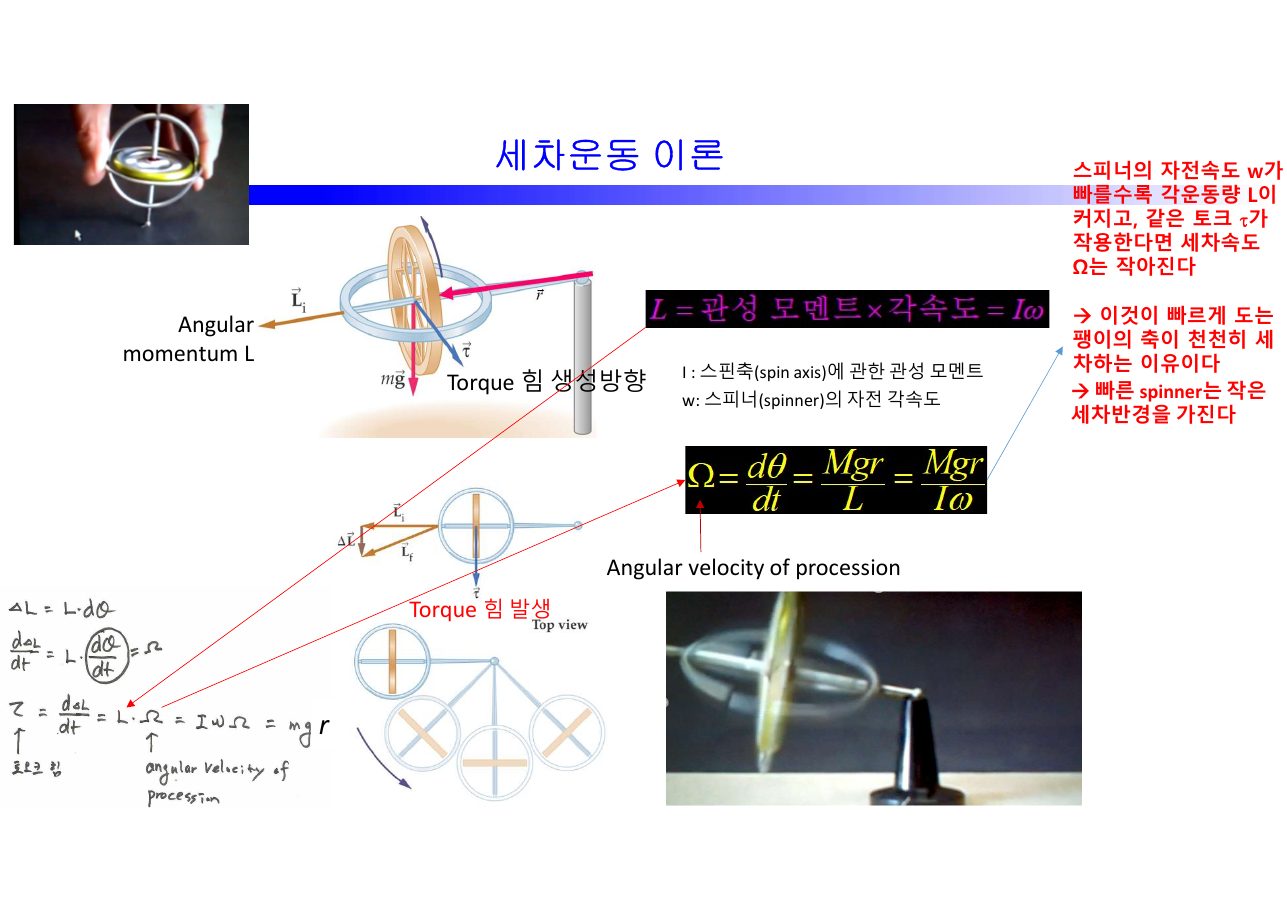 세차운동 이론
스피너의 자전속도 w가
빠를수록 각운동량 L이
커지고, 같은 토크 τ가
작용한다면 세차속도
Ω는 작아진다
→ 이것이 빠르게 도는
팽이의 축이 천천히 세
차하는 이유이다
→ 빠른 spinner는 작은
세차반경을 가진다
L⃗i
Angular
momentum L
r⃗
τ⃗
mg⃗
Torque 힘 생성방향
L = 관성 모멘트 × 각속도 = Iω
I : 스핀축(spin axis)에 관한 관성 모멘트
w: 스피너(spinner)의 자전 각속도
Ω = dθ/dt = Mgr/L = Mgr/Iω
Angular velocity of procession
L⃗i
ΔL⃗
L⃗f
τ⃗
Torque 힘 발생
Top view
ΔL = L·dθ
dΔL/dt = L·dθ/dt = Ω
τ = dΔL/dt = L·Ω = IωΩ = mg r
토오크 힘
angular velocity of
procession